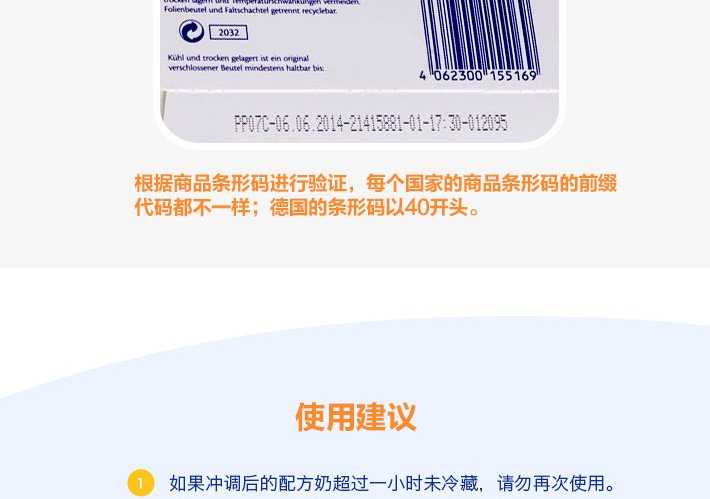 trocken lagern und Temperaturschwankungen vermeiden.
Folienbeutel und Faltschachtel getrennt recyclebar.
2032
Kühl und trocken gelagert ist ein original
verschlossener Beutel mindestens haltbar bis:
4 062300 155169
PP07C-06.06.2014-21415881-01-17:30-012095
根据商品条形码进行验证，每个国家的商品条形码的前缀
代码都不一样；德国的条形码以40开头。
使用建议
1 如果冲调后的配方奶超过一小时未冷藏，请勿再次使用。